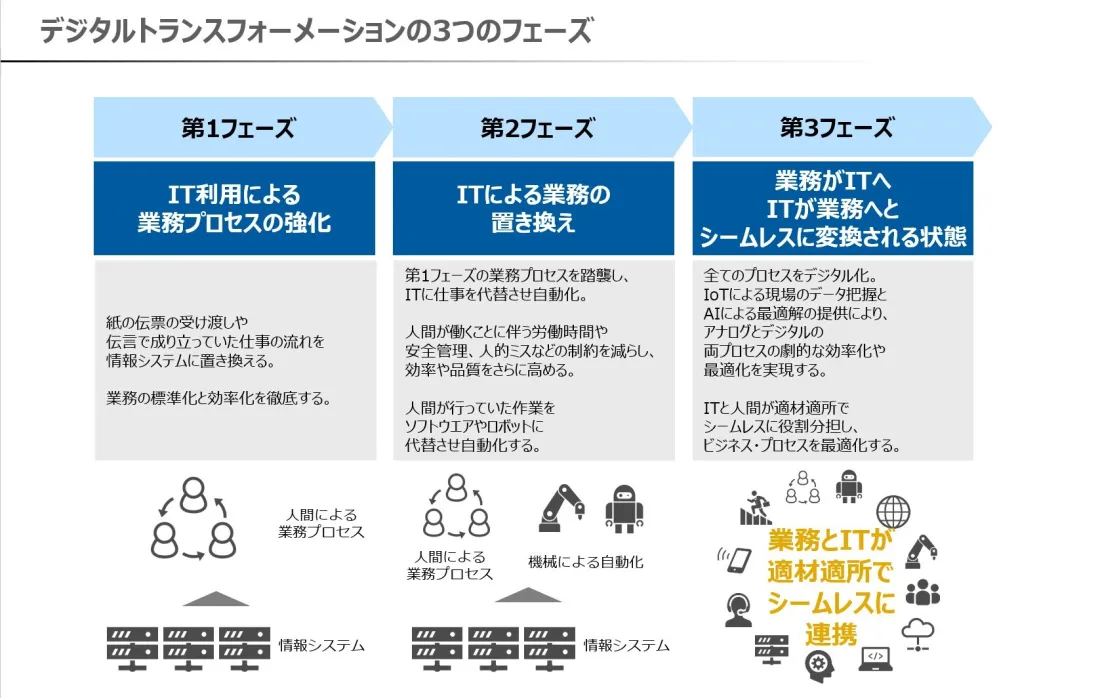 デジタルトランスフォーメーションの3つのフェーズ
第1フェーズ
IT利用による
業務プロセスの強化
紙の伝票の受け渡しや
伝言で成り立っていた仕事の流れを
情報システムに置き換える。
業務の標準化と効率化を徹底する。
人間による
業務プロセス
情報システム
第2フェーズ
ITによる業務の
置き換え
第1フェーズの業務プロセスを踏襲し、
ITに仕事を代替させ自動化。
人間が働くことに伴う労働時間や
安全管理、人的ミスなどの制約を減らし、
効率や品質をさらに高める。
人間が行っていた作業を
ソフトウエアやロボットに
代替させ自動化する。
人間による
業務プロセス
機械による自動化
情報システム
第3フェーズ
業務がITへ
ITが業務へと
シームレスに変換される状態
全てのプロセスをデジタル化。
IoTによる現場のデータ把握と
AIによる最適解の提供により、
アナログとデジタルの
両プロセスの劇的な効率化や
最適化を実現する。
ITと人間が適材適所で
シームレスに役割分担し、
ビジネス・プロセスを最適化する。
業務とITが
適材適所で
シームレスに
連携
<//>